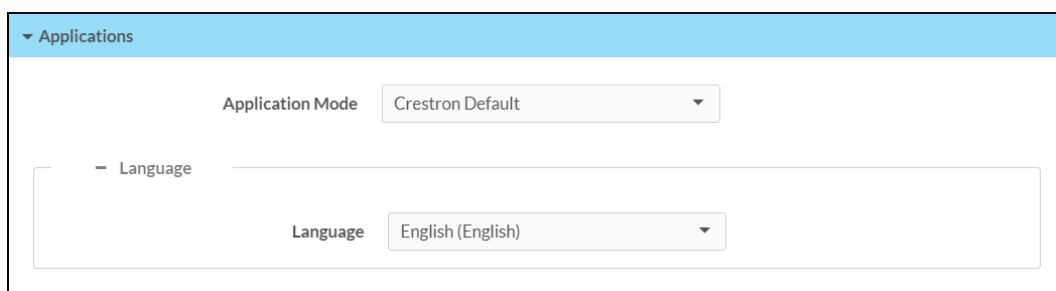 Applications
Application Mode Crestron Default
Language
Language English (English)